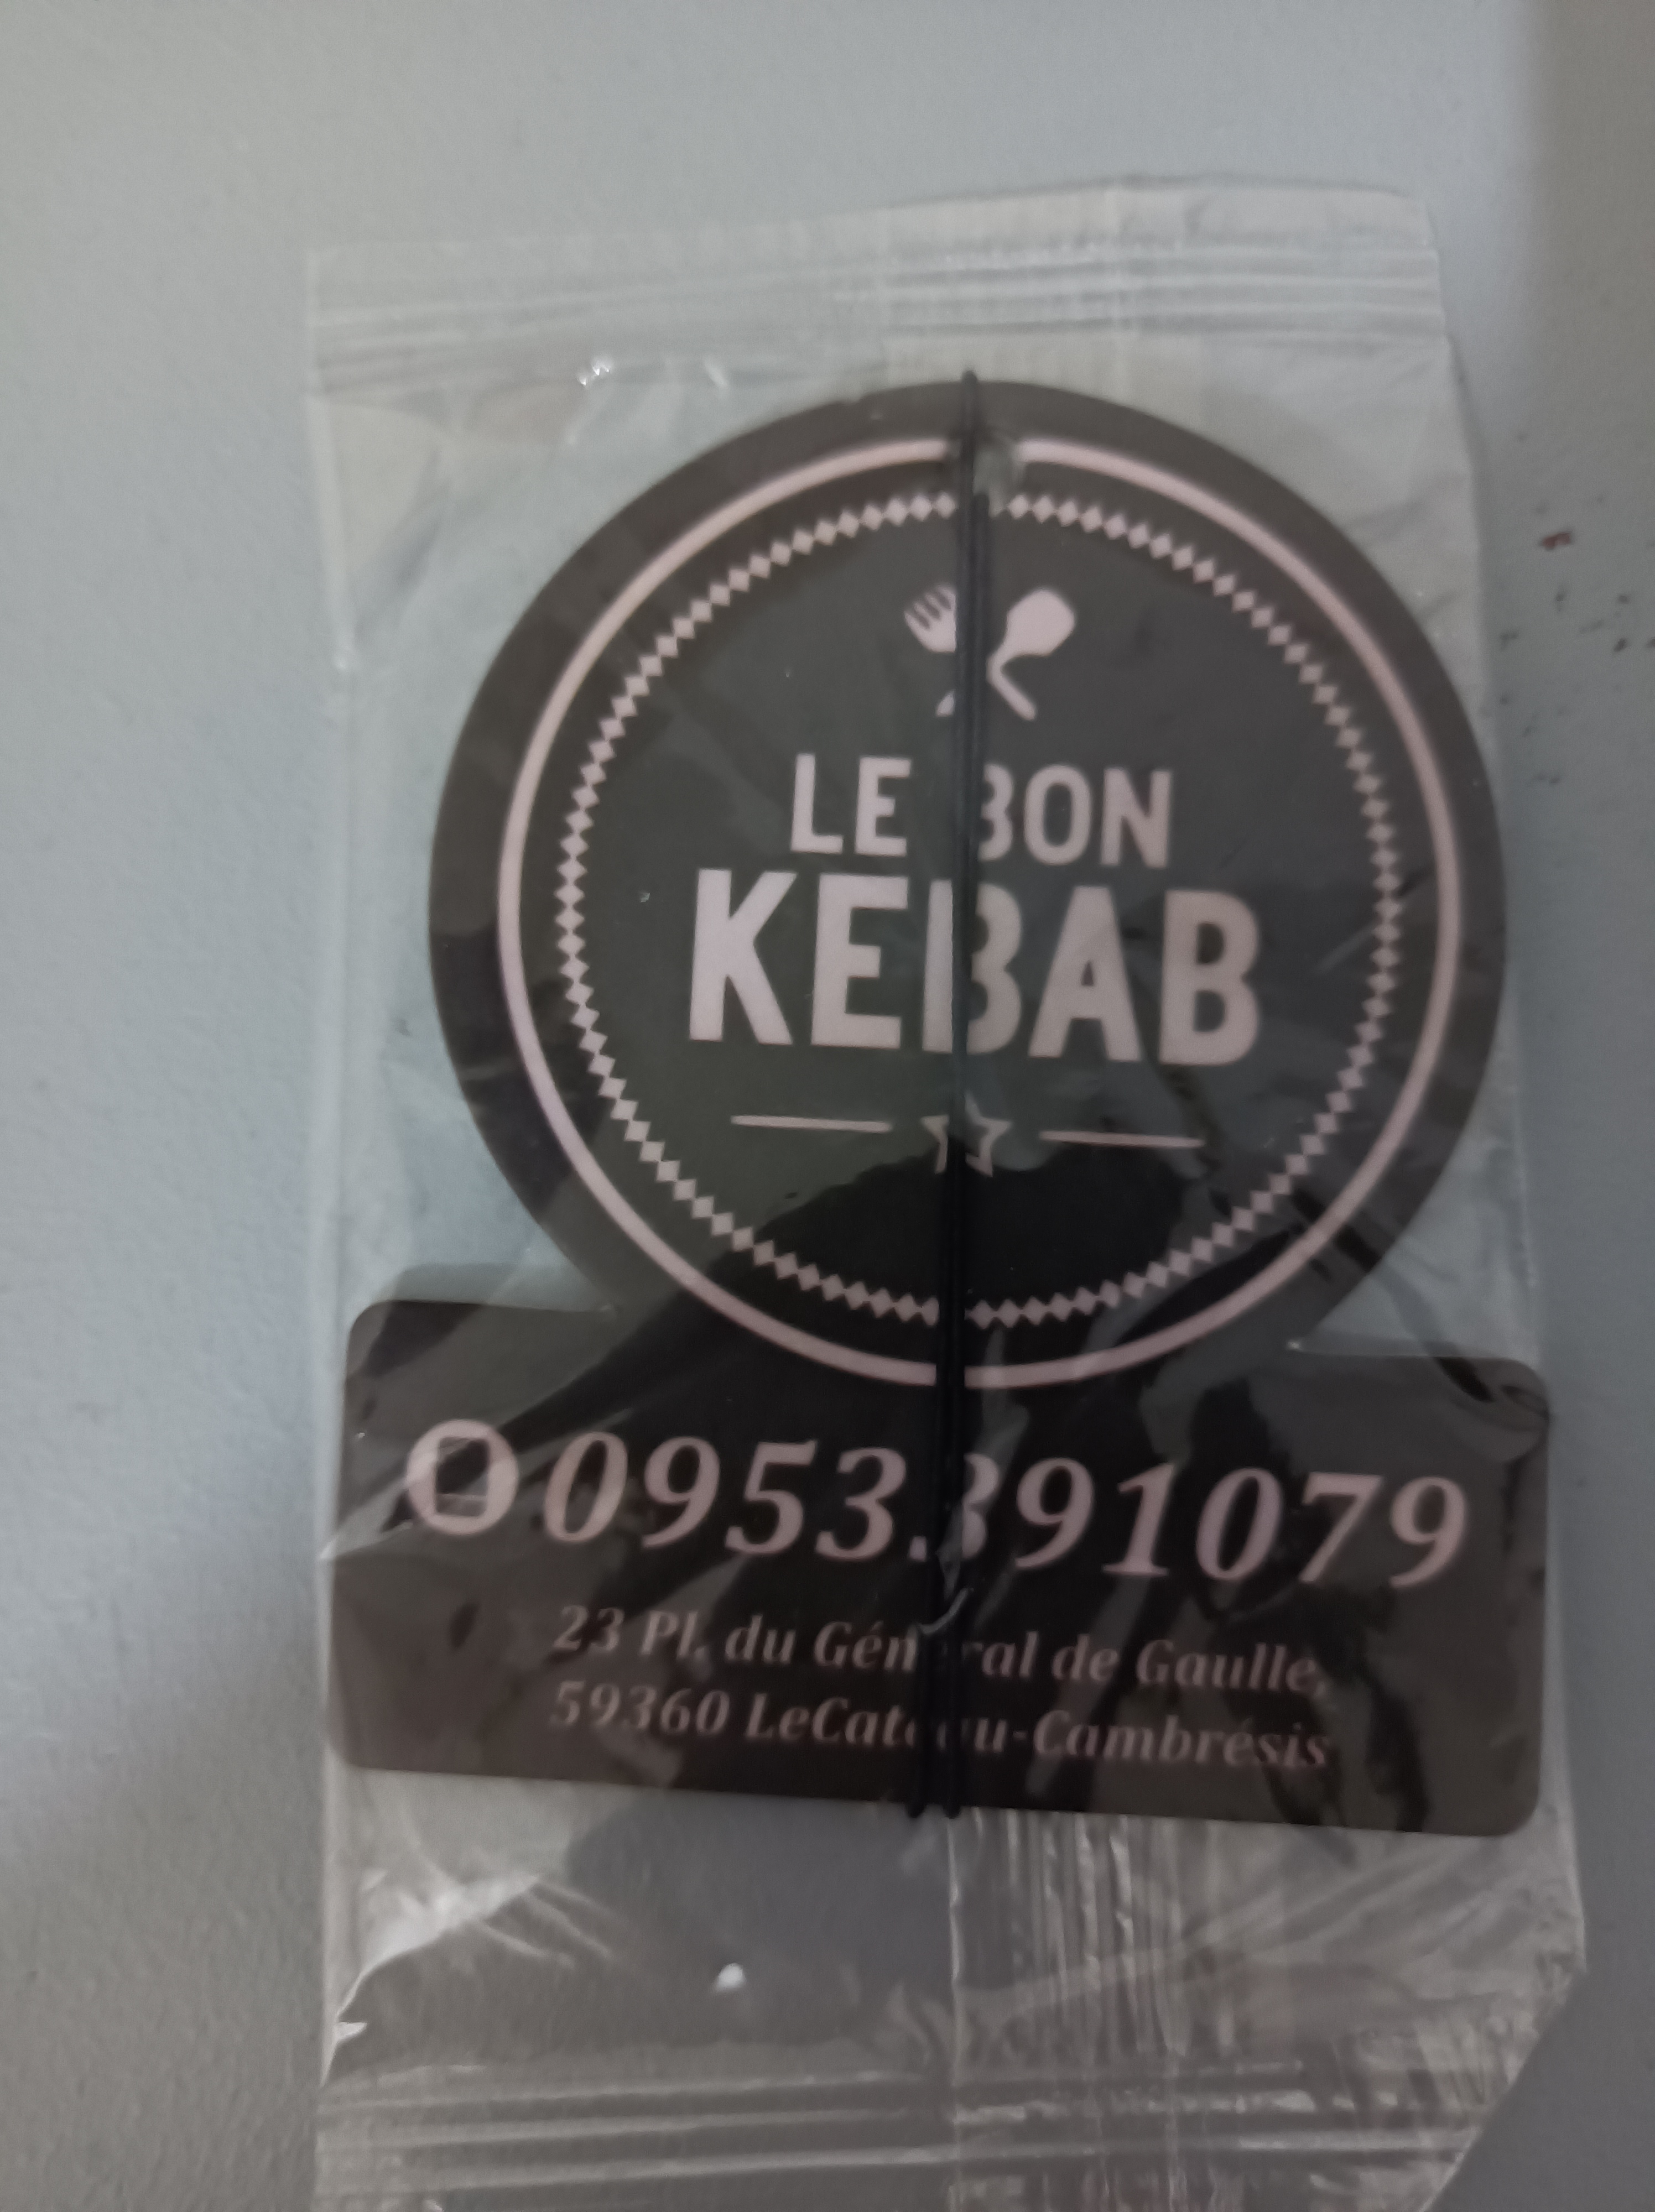 LE BON
KEBAB
0953.391079
23 Pl. du Général de Gaulle,
59360 LeCateau-Cambrésis